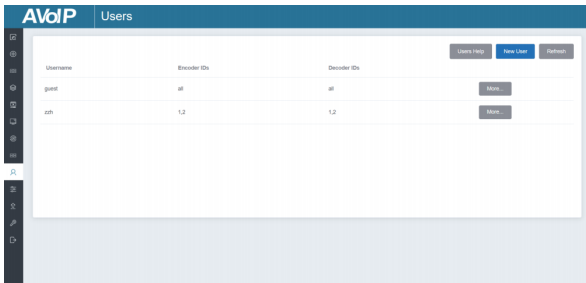 AVoIP Users
Users Help New User Refresh
Username Encoder IDs Decoder IDs
guest all all More...
zzh 1,2 1,2 More...